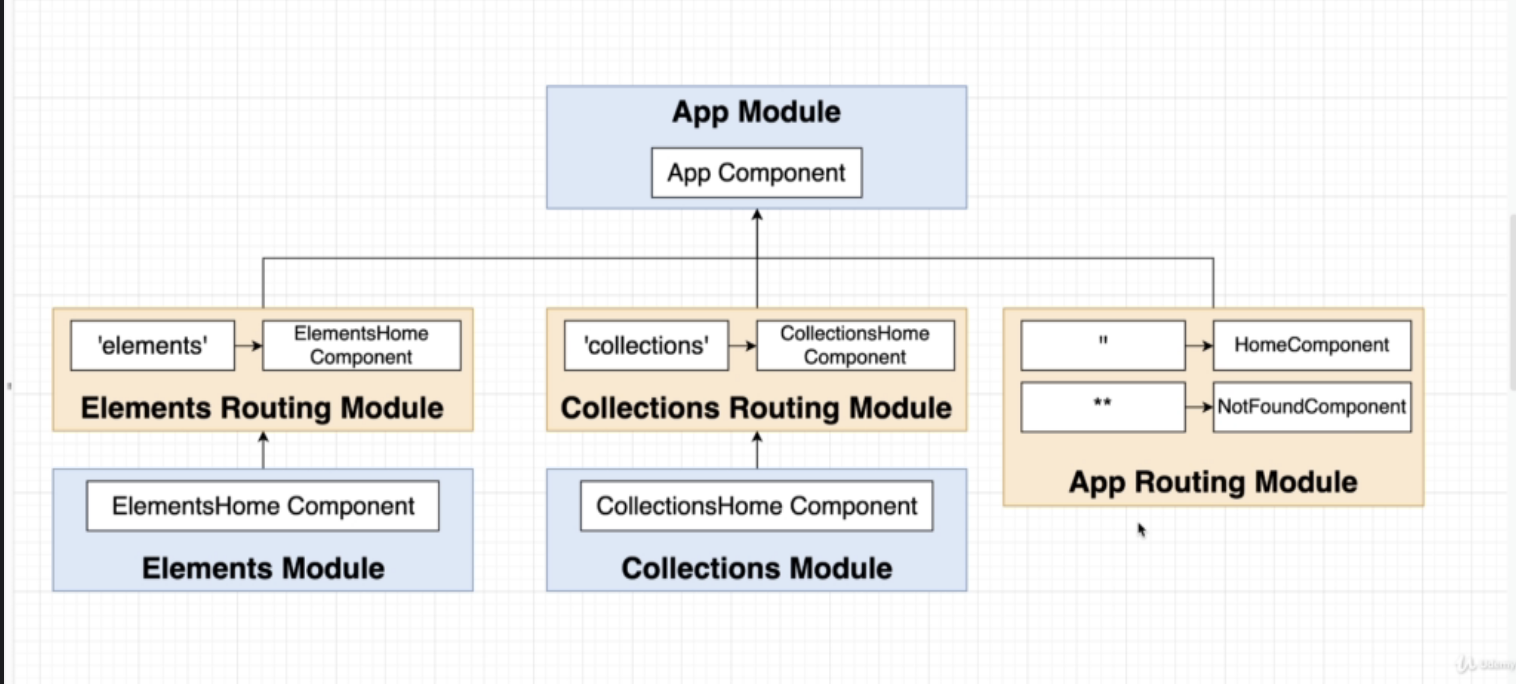 App Module
App Component
'elements'
ElementsHome
Component
Elements Routing Module
'collections'
CollectionsHome
Component
Collections Routing Module
''
HomeComponent
**
NotFoundComponent
App Routing Module
ElementsHome Component
Elements Module
CollectionsHome Component
Collections Module
Udemy